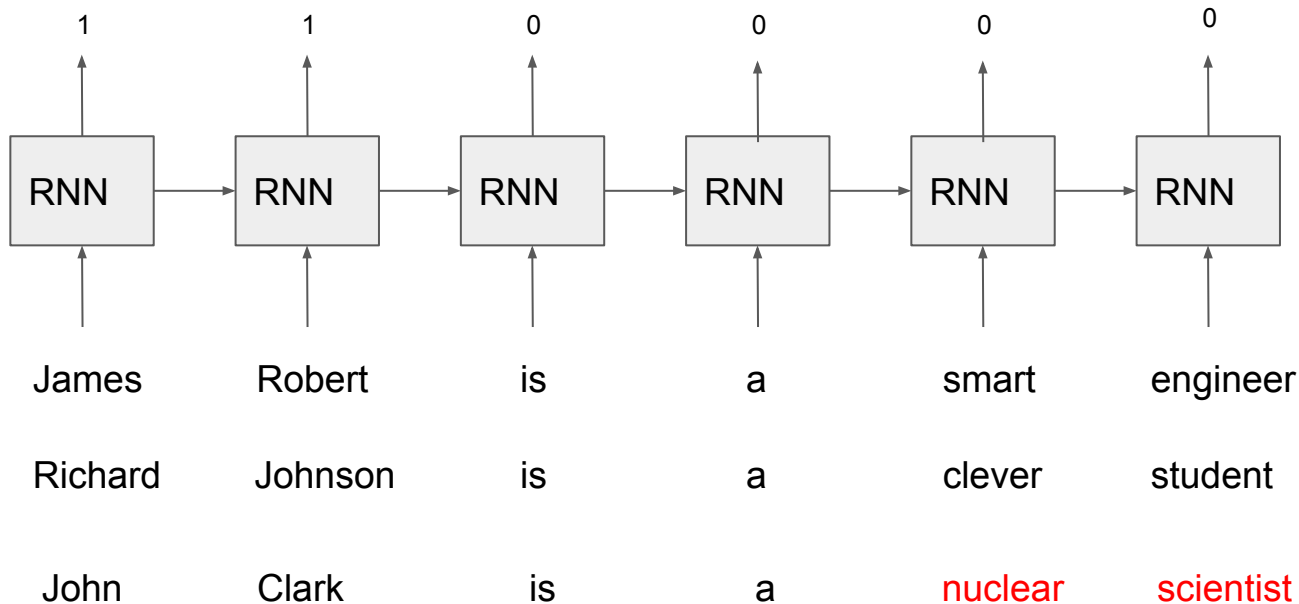 1 1 0 0 0 0
RNN RNN RNN RNN RNN RNN
James Robert is a smart engineer
Richard Johnson is a clever student
John Clark is a nuclear scientist